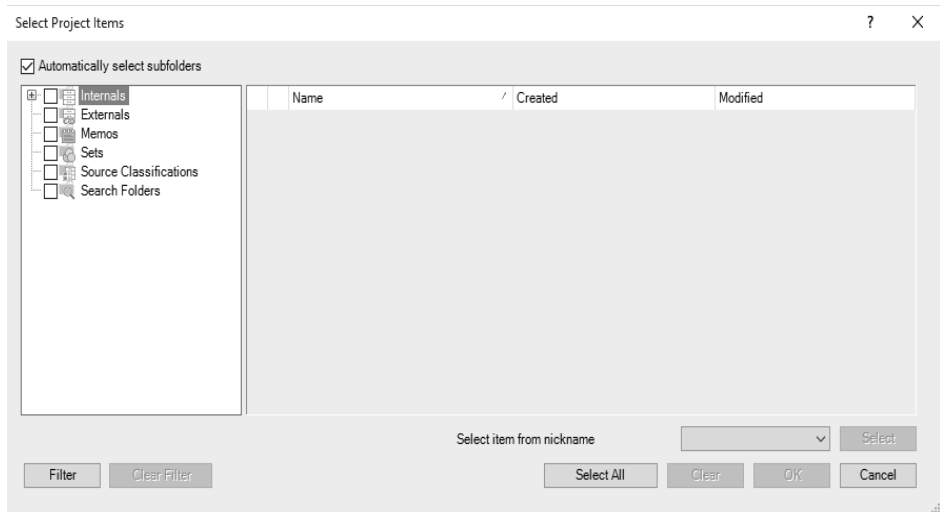 Select Project Items
? X
Automatically select subfolders
Internals
Externals
Memos
Sets
Source Classifications
Search Folders
Name / Created Modified
Select item from nickname Select
Filter Clear Filter Select All Clear OK Cancel